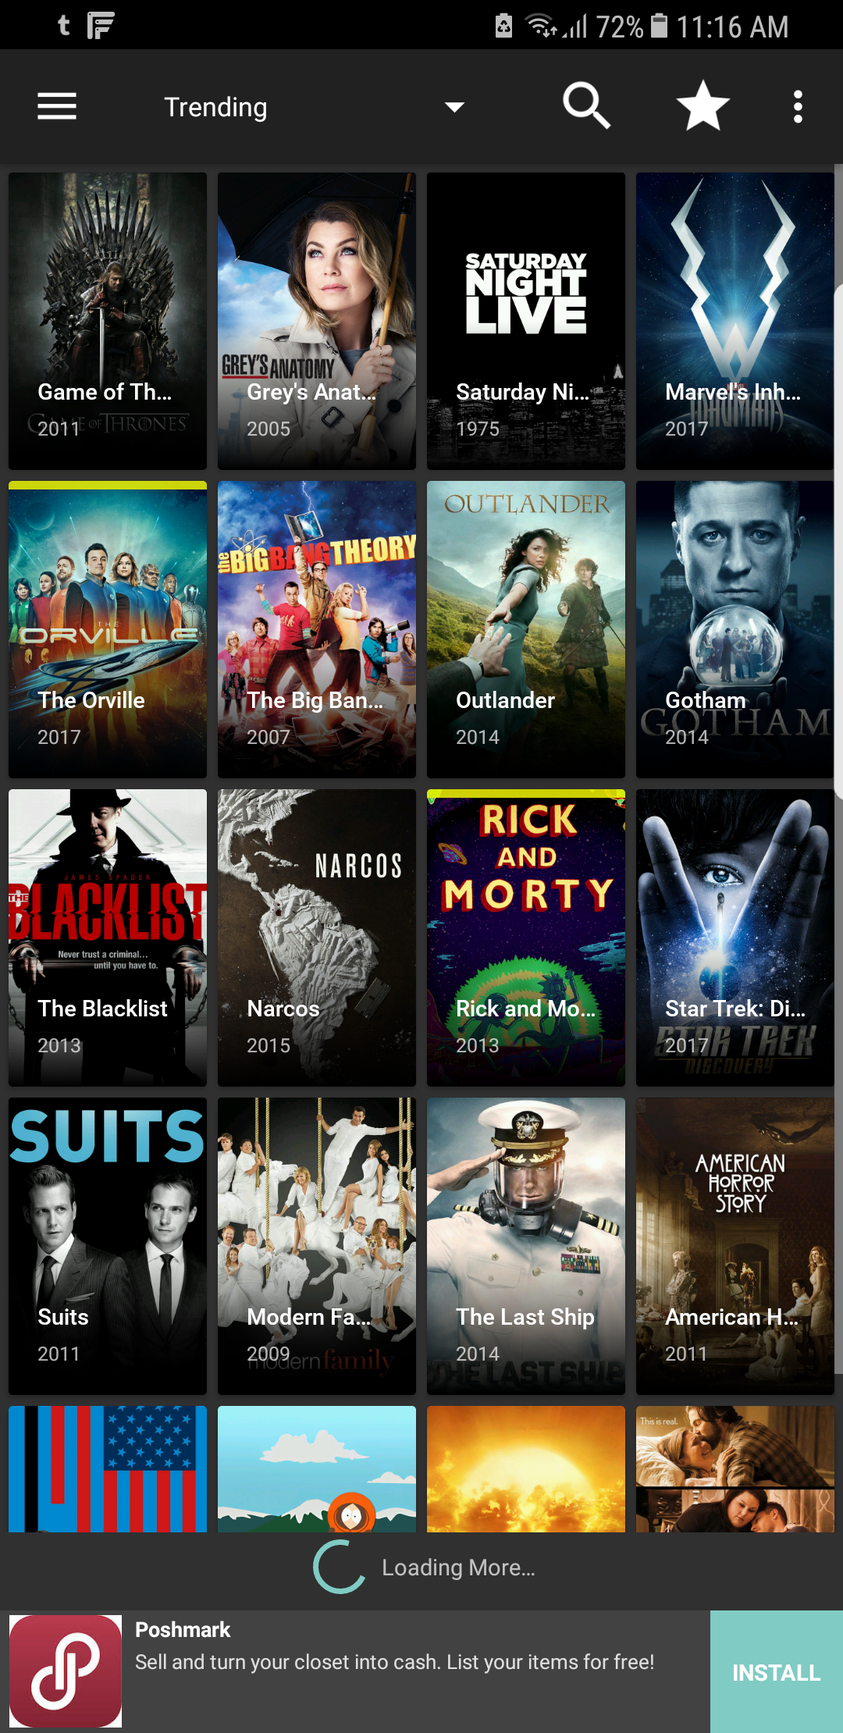 t
72% 11:16 AM
Trending
GAME OF THRONES
Game of Th...
2011
GREY'S ANATOMY
Grey's Anat...
2005
SATURDAY
NIGHT
LIVE
Saturday Ni...
1975
Marvel's Inh...
2017
THE
ORVILLE
The Orville
2017
the BIG BANG THEORY
The Big Ban...
2007
OUTLANDER
Outlander
2014
GOTHAM
Gotham
2014
JAMES SPADER
THE BLACKLIST
Never trust a criminal...
until you have to.
The Blacklist
2013
NARCOS
Narcos
2015
RICK
AND
MORTY
Rick and Mo...
2013
Star Trek: Di...
2017
STAR TREK
DISCOVERY
SUITS
Suits
2011
Modern Fa...
2009
modern family
The Last Ship
2014
THE LAST SHIP
AMERICAN
HORROR
STORY
American H...
2011
This is real.
Loading More...
Poshmark
Sell and turn your closet into cash. List your items for free!
INSTALL